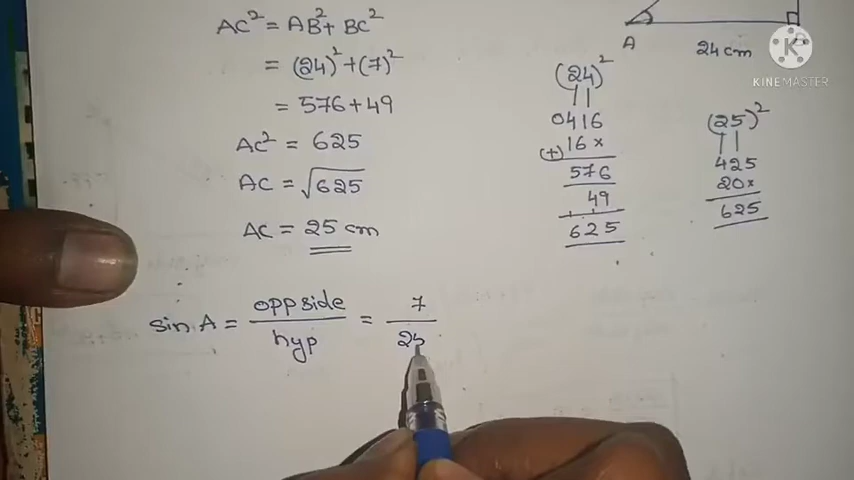 AC² = AB² + BC²
= (24)² + (7)²
= 576 + 49
AC² = 625
AC = √625
AC = 25 cm
A
24 cm
K
KINEMASTER
(24)²
0416
(+) 16×
576
49
625
(25)²
425
20×
625
sin A = opp side / hyp = 7 / 25